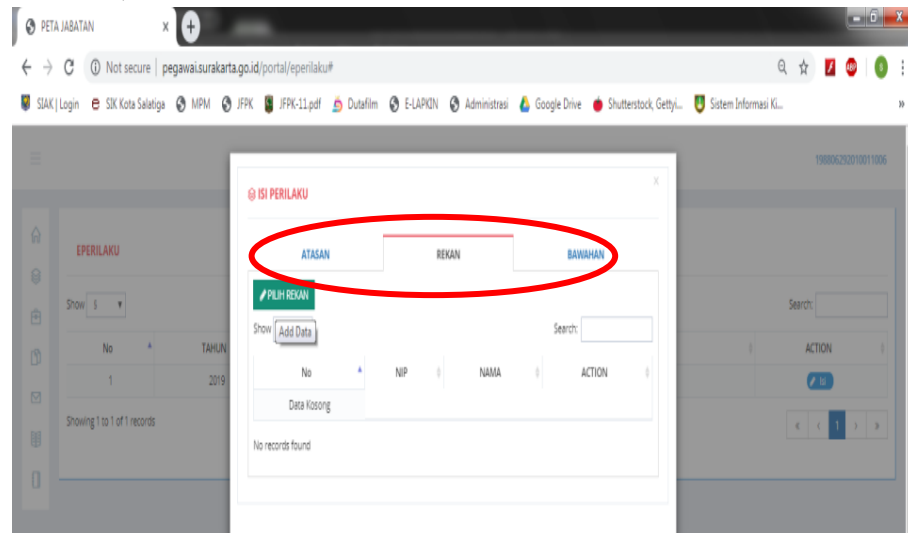 PETA JABATAN
Not secure | pegawai.surakarta.go.id/portal/eperilaku#
SIAK | Login SIK Kota Salatiga MPM JFPK JFPK-11.pdf Dutafilm E-LAPKIN Administrasi Google Drive Shutterstock, Gettyi... Sistem Informasi Ki...
198806292010011006
ISI PERILAKU x
ATASAN REKAN BAWAHAN
EPERILAKU
PILIH REKAN
Show 5 Search:
Show Add Data Search:
No TAHUN ACTION
No NIP NAMA ACTION
1 2019 Isi
Data Kosong
Showing 1 to 1 of 1 records « ‹ 1 › »
No records found